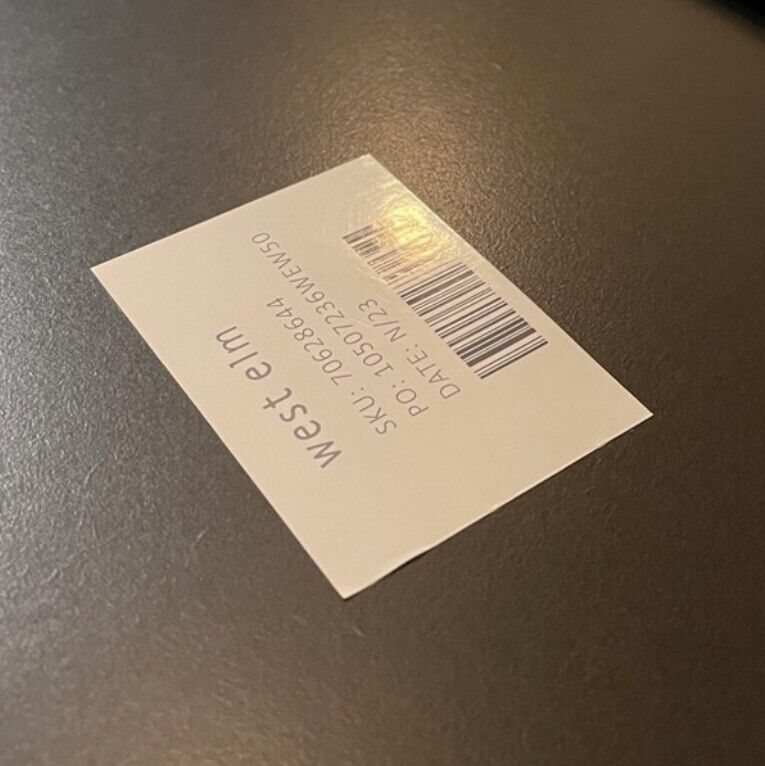 west elm
SKU: 70628644
PO: 10507236WEW50
DATE: N/23